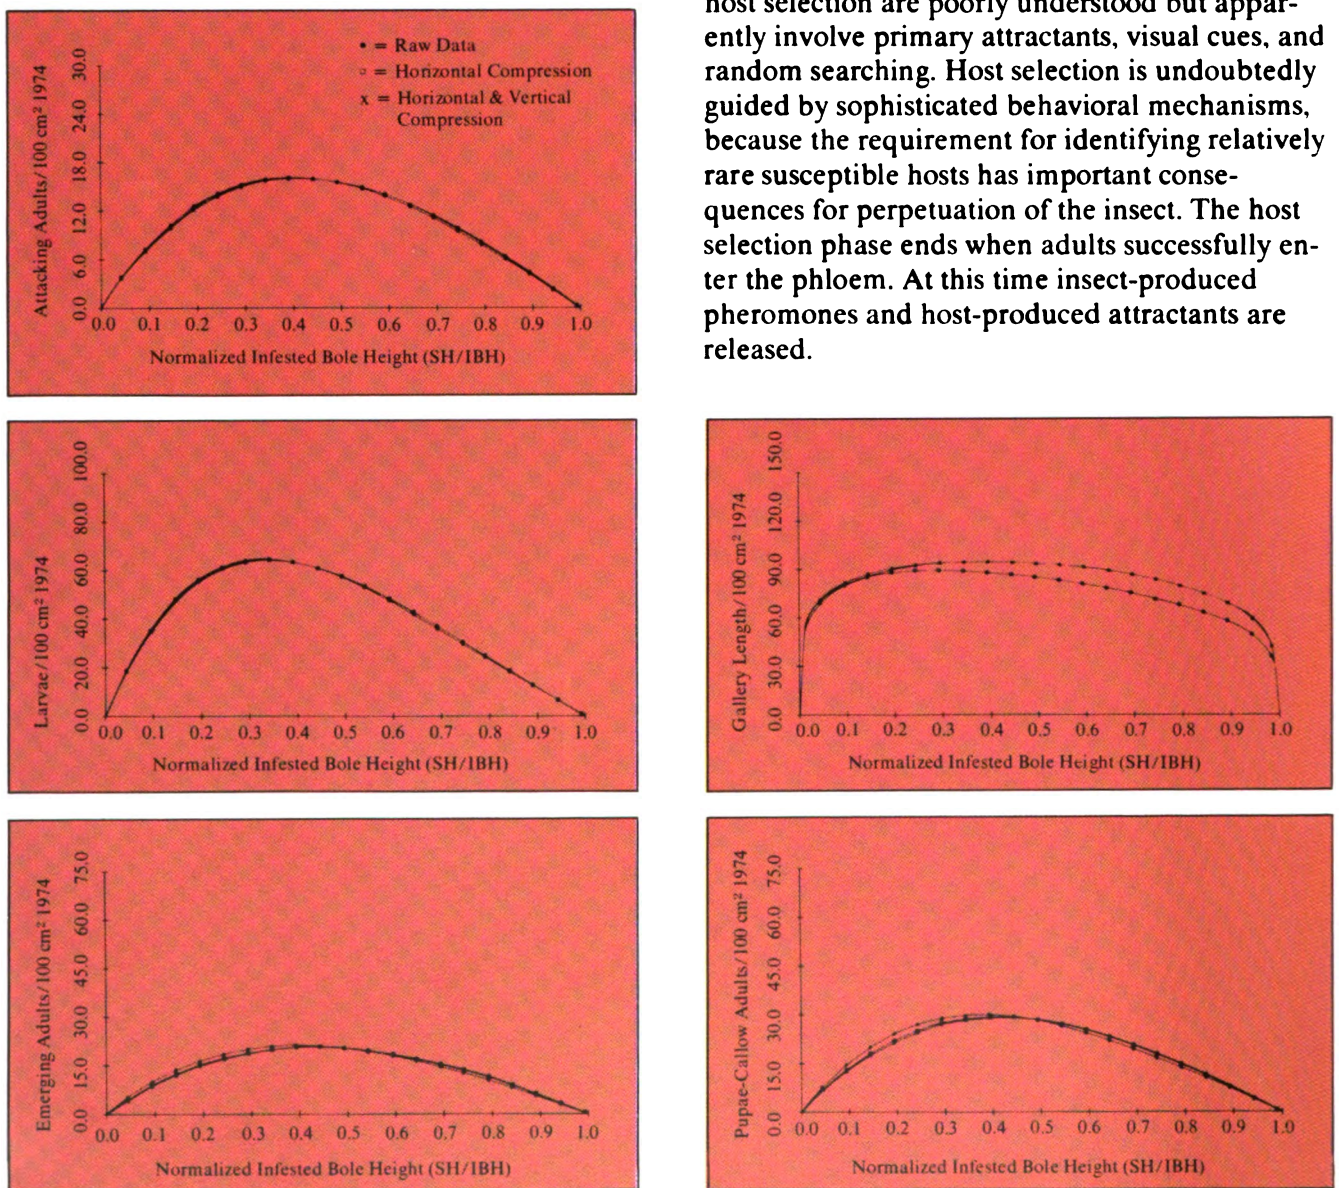 host selection are poorly understood but appar-
ently involve primary attractants, visual cues, and
random searching. Host selection is undoubtedly
guided by sophisticated behavioral mechanisms,
because the requirement for identifying relatively
rare susceptible hosts has important conse-
quences for perpetuation of the insect. The host
selection phase ends when adults successfully en-
ter the phloem. At this time insect-produced
pheromones and host-produced attractants are
released.
• = Raw Data
▫ = Horizontal Compression
x = Horizontal & Vertical
Compression
Attacking Adults/100 cm² 1974
0.0 6.0 12.0 18.0 24.0 30.0
0.0 0.1 0.2 0.3 0.4 0.5 0.6 0.7 0.8 0.9 1.0
Normalized Infested Bole Height (SH/IBH)
Larvae/100 cm² 1974
0.0 20.0 40.0 60.0 80.0 100.0
0.0 0.1 0.2 0.3 0.4 0.5 0.6 0.7 0.8 0.9 1.0
Normalized Infested Bole Height (SH/IBH)
Gallery Length/100 cm² 1974
0.0 30.0 60.0 90.0 120.0 150.0
0.0 0.1 0.2 0.3 0.4 0.5 0.6 0.7 0.8 0.9 1.0
Normalized Infested Bole Height (SH/IBH)
Emerging Adults/100 cm² 1974
0.0 15.0 30.0 45.0 60.0 75.0
0.0 0.1 0.2 0.3 0.4 0.5 0.6 0.7 0.8 0.9 1.0
Normalized Infested Bole Height (SH/IBH)
Pupae-Callow Adults/100 cm² 1974
0.0 15.0 30.0 45.0 60.0 75.0
0.0 0.1 0.2 0.3 0.4 0.5 0.6 0.7 0.8 0.9 1.0
Normalized Infested Bole Height (SH/IBH)